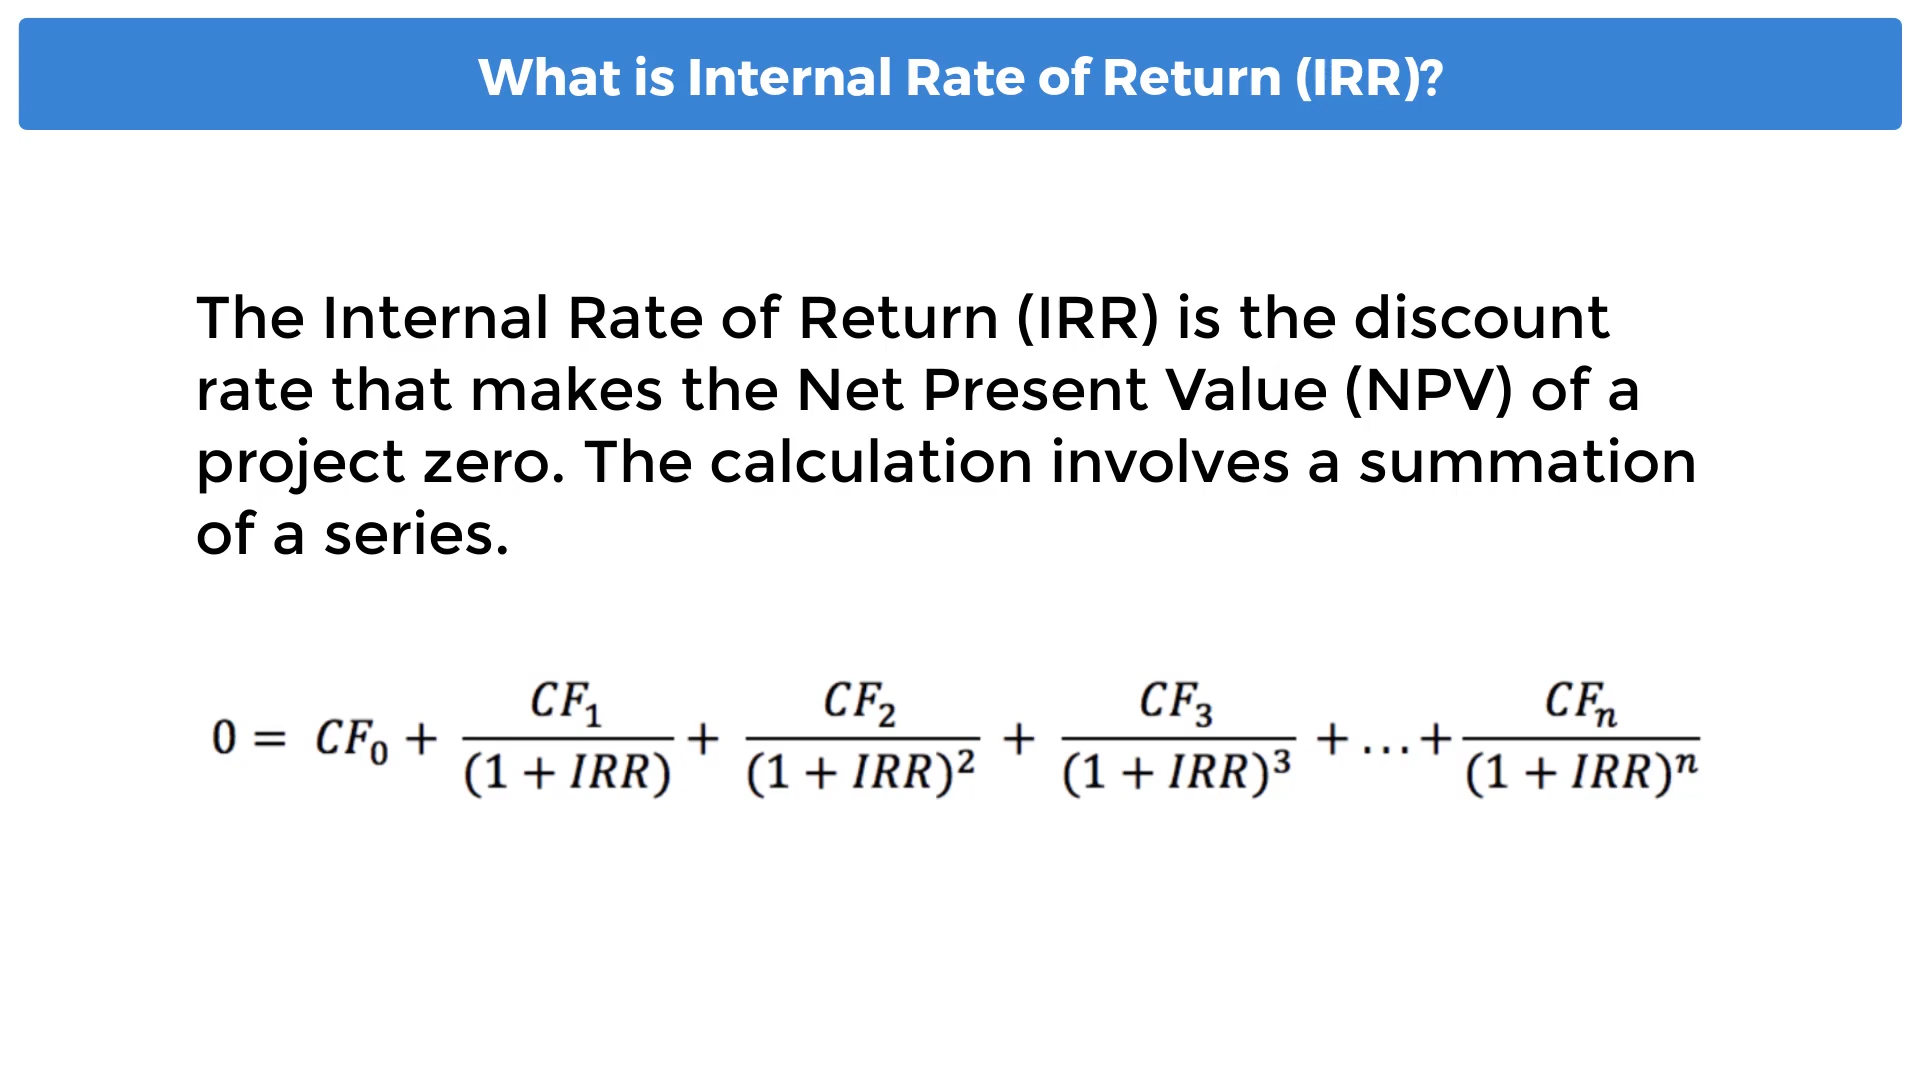 What is Internal Rate of Return (IRR)?
The Internal Rate of Return (IRR) is the discount
rate that makes the Net Present Value (NPV) of a
project zero. The calculation involves a summation
of a series.
0 = CF₀ + CF₁/(1 + IRR) + CF₂/(1 + IRR)² + CF₃/(1 + IRR)³ + ...+ CFₙ/(1 + IRR)ⁿ